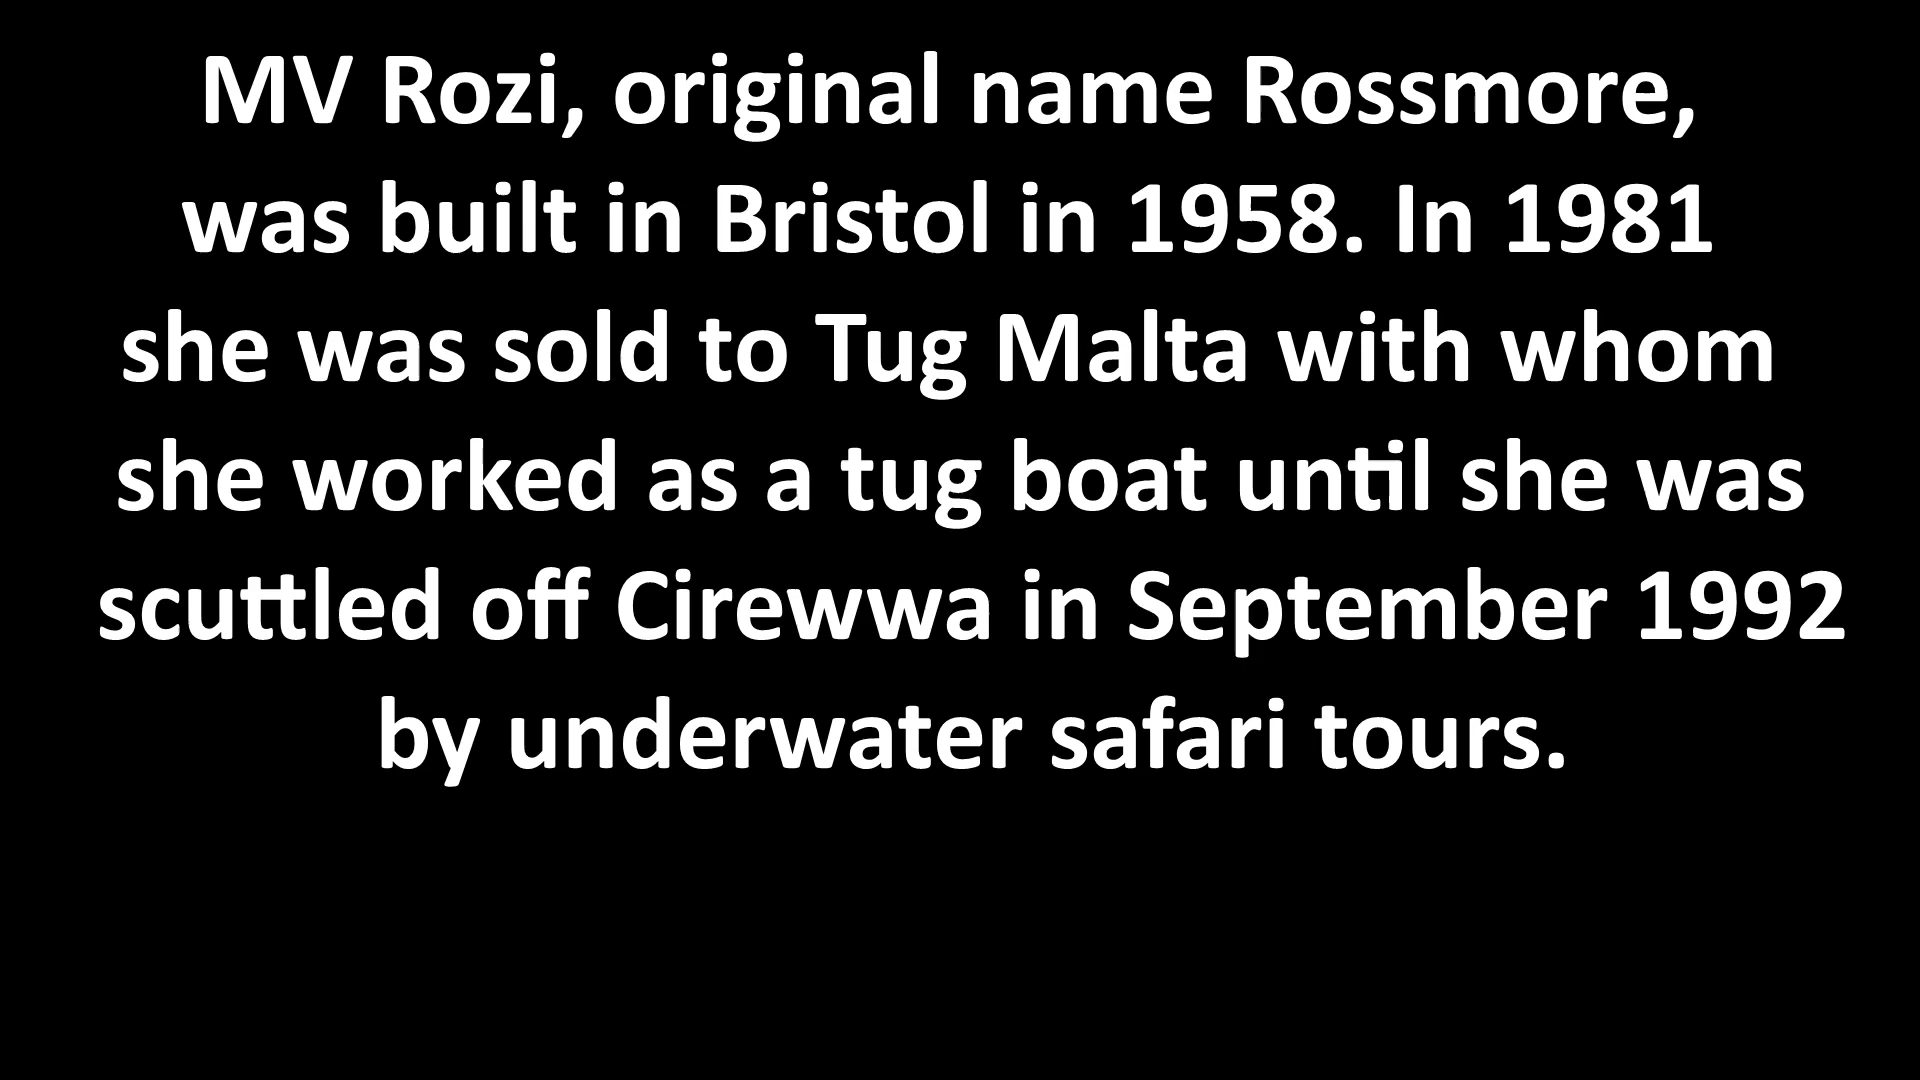 MV Rozi, original name Rossmore,
was built in Bristol in 1958. In 1981
she was sold to Tug Malta with whom
she worked as a tug boat until she was
scuttled off Cirewwa in September 1992
by underwater safari tours.